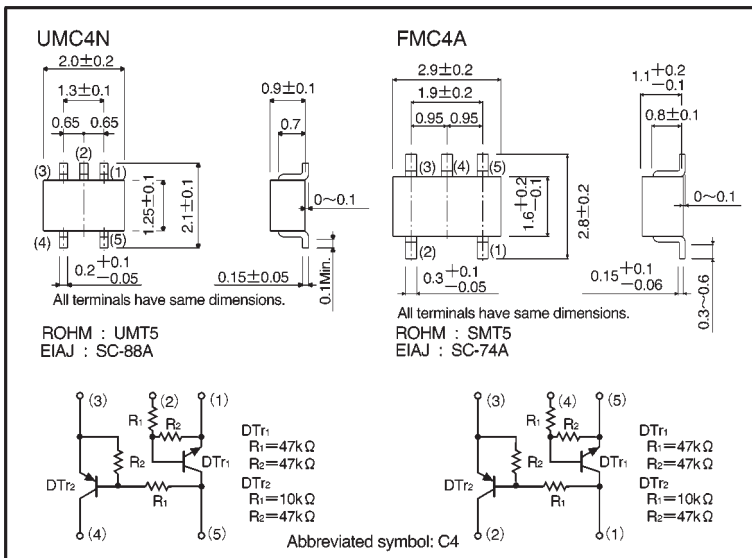 UMC4N
2.0±0.2
1.3±0.1
0.65 0.65
(3) (2) (1)
1.25±0.1
2.1±0.1
(4) (5)
0.2 +0.1 −0.05
0.9±0.1
0.7
0~0.1
0.15±0.05
0.1Min.
All terminals have same dimensions.
ROHM : UMT5
EIAJ : SC-88A
FMC4A
2.9±0.2
1.9±0.2
0.95 0.95
(3) (4) (5)
1.6 +0.2 −0.1
2.8±0.2
(2) (1)
0.3 +0.1 −0.05
1.1 +0.2 −0.1
0.8±0.1
0~0.1
0.15 +0.1 −0.06
0.3~0.6
All terminals have same dimensions.
ROHM : SMT5
EIAJ : SC-74A
(3) (2) (1)
R1 R2
R2 DTr1
DTr2 R1
(4) (5)
DTr1
R1=47kΩ
R2=47kΩ
DTr2
R1=10kΩ
R2=47kΩ
(3) (4) (5)
R1 R2
R2 DTr1
DTr2 R1
(2) (1)
DTr1
R1=47kΩ
R2=47kΩ
DTr2
R1=10kΩ
R2=47kΩ
Abbreviated symbol: C4